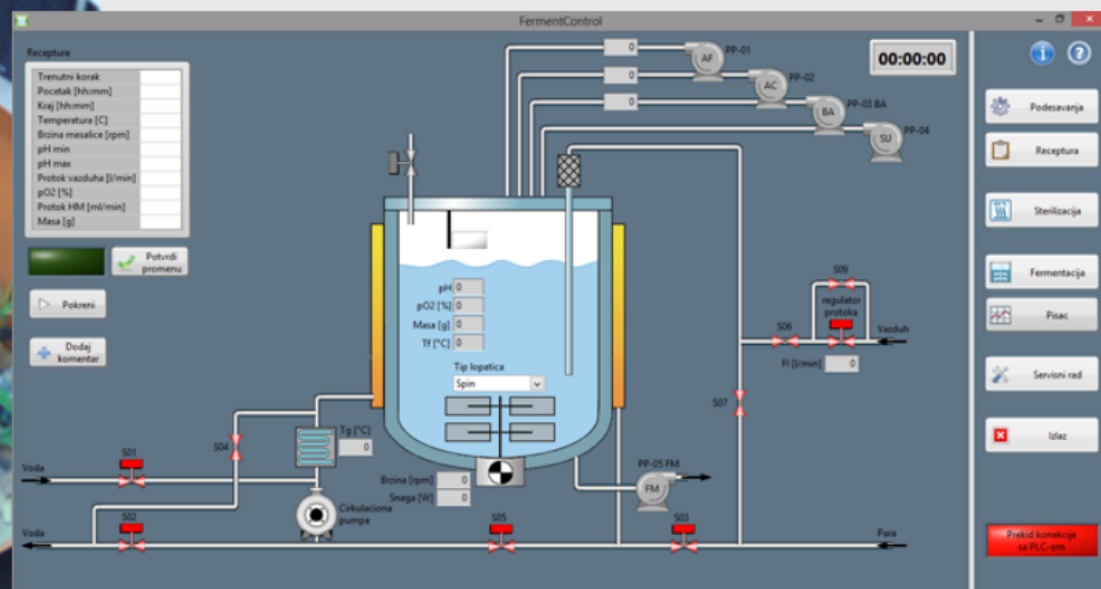 FermentControl
Receptura
Trenutni korak
Pocetak [hh:mm]
Kraj [hh:mm]
Temperatura [C]
Brzina mesalice [rpm]
pH min
pH max
Protok vazduha [l/min]
pO2 [%]
Protok HM [ml/min]
Masa [g]
Potvrdi
promenu
Pokreni
Dodaj
komentar
0
AF
PP-01
0
AC
PP-02
0
BA
PP-03 BA
SU
PP-04
00:00:00
pH 0
pO2 [%] 0
Masa [g] 0
Tf [°C] 0
Tip lopatica
Spin
S09
regulator
protoka
S08
Vazduh
Fl [l/min] 0
S07
S04
Tg [°C]
0
Voda
S01
Brzina [rpm] 0
Snaga [W] 0
PP-05 FM
FM
Cirkulaciona
pumpa
Voda
S02
S05
S03
Para
Podesavanja
Receptura
Sterilizacija
Fermentacija
Pisac
Servisni rad
Izlaz
Prekid konekcije
sa PLC-om